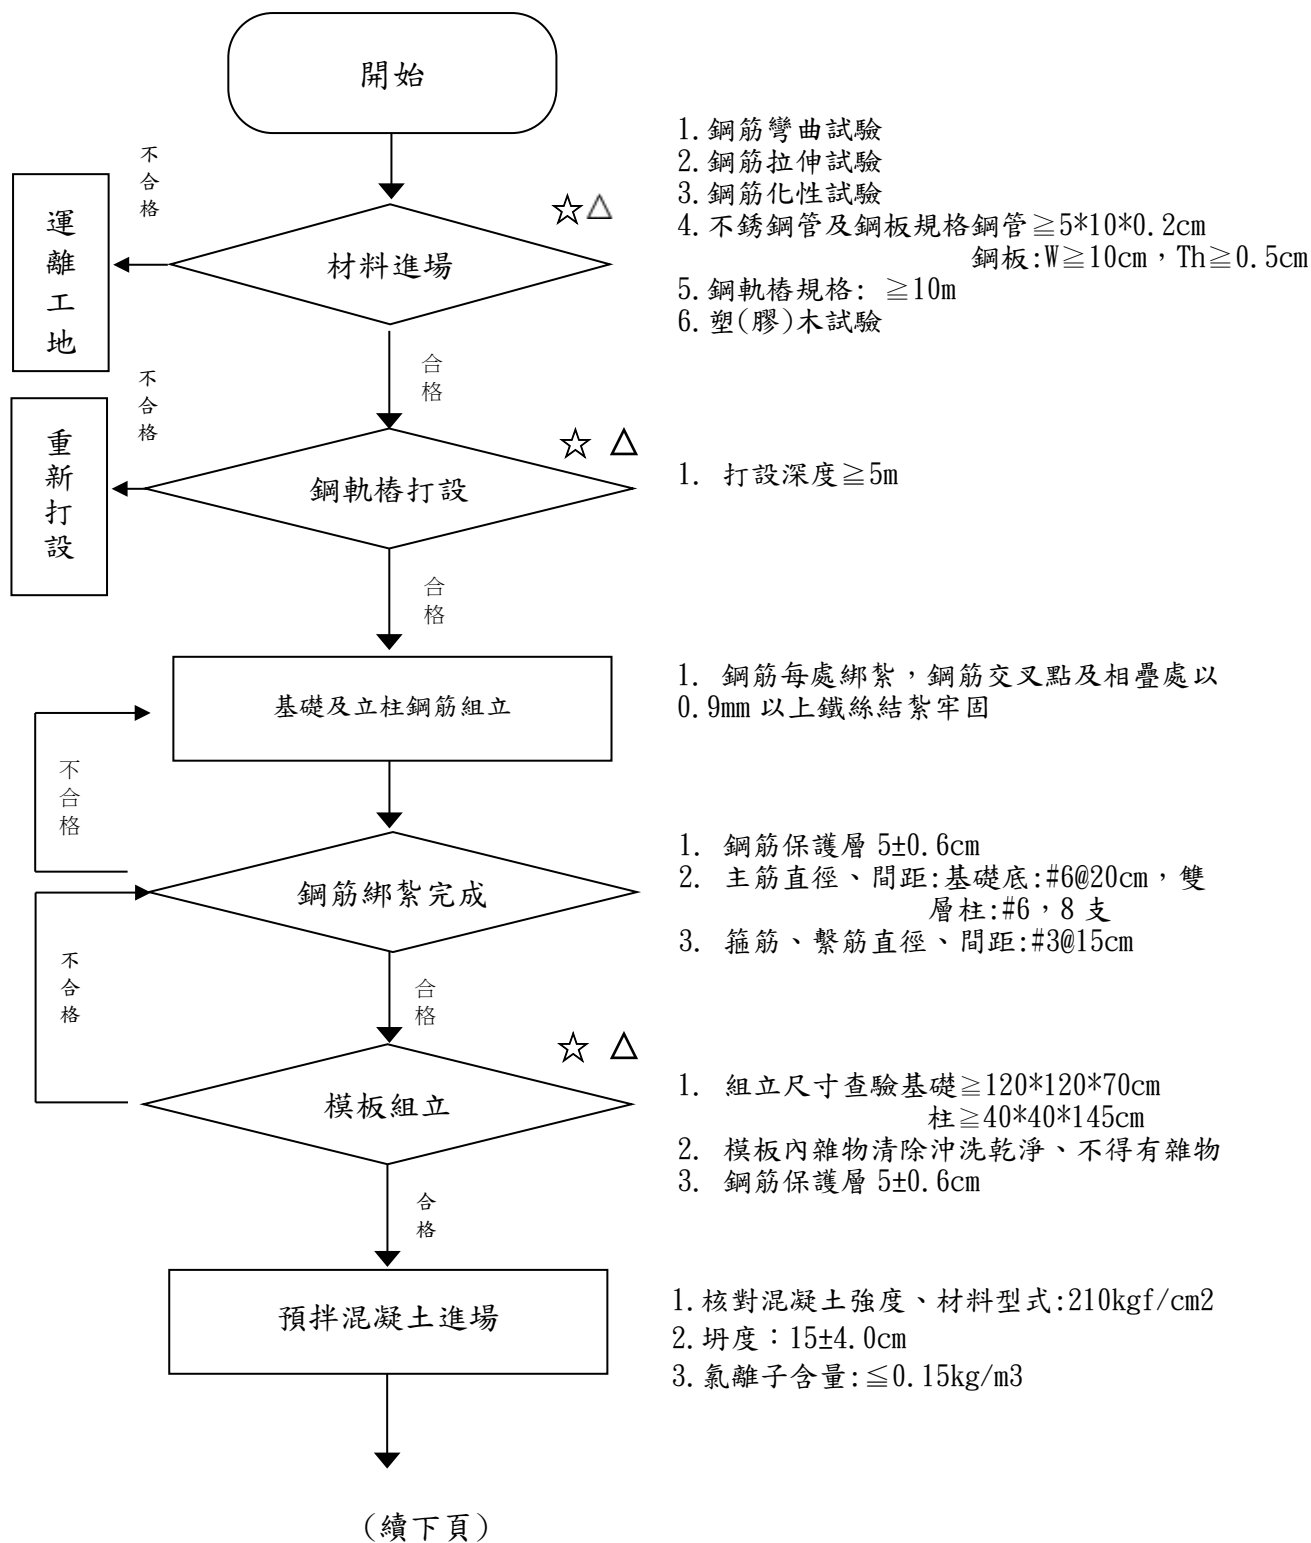 開始
1.鋼筋彎曲試驗
2.鋼筋拉伸試驗
3.鋼筋化性試驗
4.不銹鋼管及鋼板規格鋼管≧5*10*0.2cm
鋼板:W≧10cm，Th≧0.5cm
5.鋼軌樁規格: ≧10m
6.塑(膠)木試驗
不合格
運離工地
☆△
材料進場
合格
不合格
重新打設
☆ △
鋼軌樁打設
1. 打設深度≧5m
合格
基礎及立柱鋼筋組立
1. 鋼筋每處綁紮，鋼筋交叉點及相疊處以
0.9mm 以上鐵絲結紮牢固
不合格
鋼筋綁紮完成
1. 鋼筋保護層 5±0.6cm
2. 主筋直徑、間距:基礎底:#6@20cm，雙
層柱:#6，8 支
3. 箍筋、繫筋直徑、間距:#3@15cm
不合格
合格
☆ △
模板組立
1. 組立尺寸查驗基礎≧120*120*70cm
柱≧40*40*145cm
2. 模板內雜物清除沖洗乾淨、不得有雜物
3. 鋼筋保護層 5±0.6cm
合格
預拌混凝土進場
1.核對混凝土強度、材料型式:210kgf/cm2
2.坍度：15±4.0cm
3.氯離子含量:≦0.15kg/m3
(續下頁)